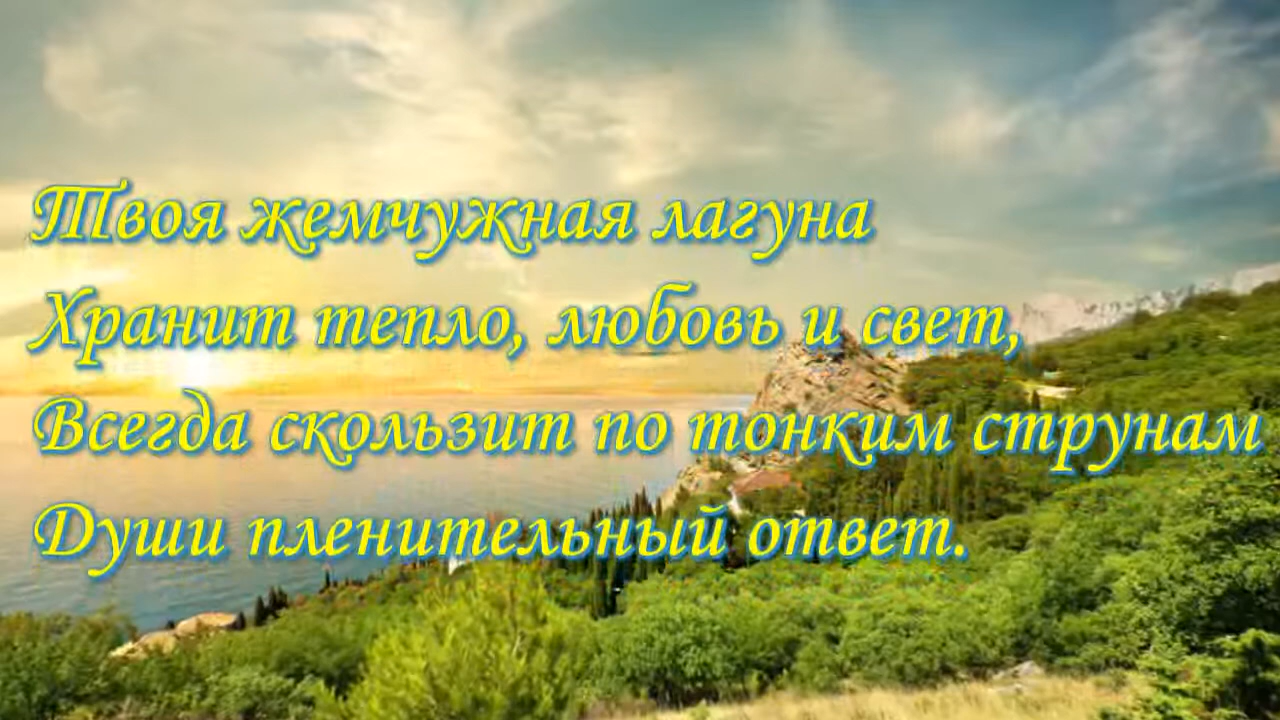 Твоя жемчужная лагуна
Хранит тепло, любовь и свет,
Всегда скользит по тонким струнам
Души пленительный ответ.